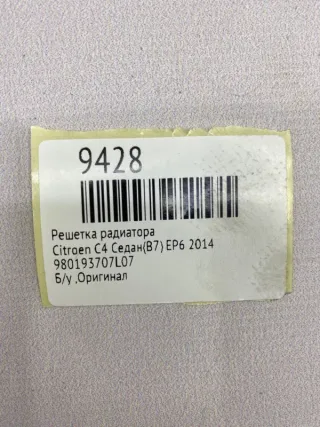 9428
Решетка радиатора
Citroen C4 Седан(B7) EP6 2014
980193707L07
Б/у ,Оригинал